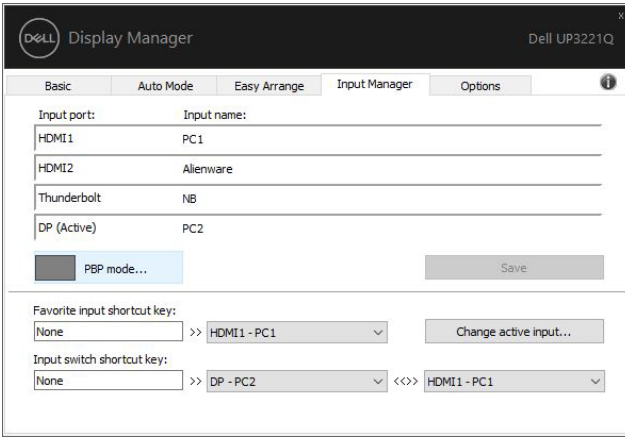 x
DELL Display Manager Dell UP3221Q
Basic Auto Mode Easy Arrange Input Manager Options i
Input port: Input name:
HDMI1 PC1
HDMI2 Alienware
Thunderbolt NB
DP (Active) PC2
PBP mode... Save
Favorite input shortcut key:
None >> HDMI1 - PC1 Change active input...
Input switch shortcut key:
None >> DP - PC2 <<>> HDMI1 - PC1